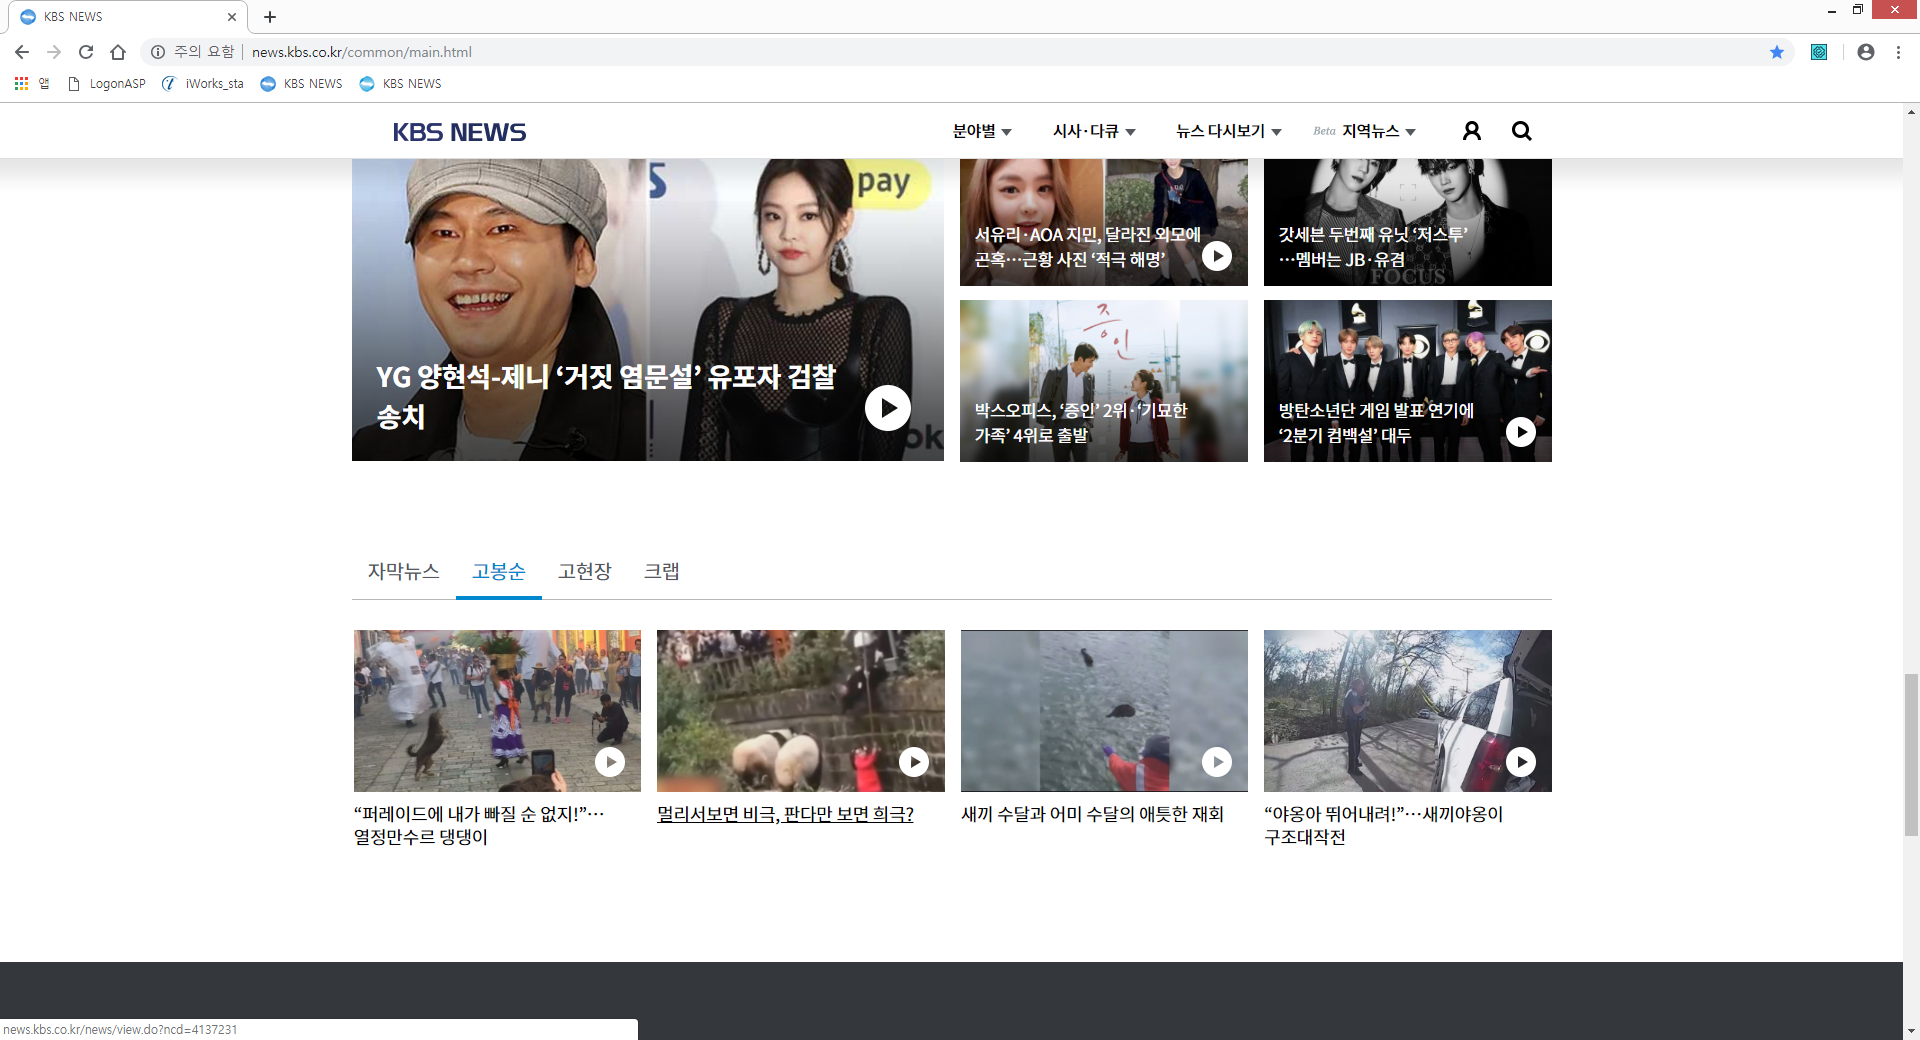 KBS NEWS
주의 요함 | news.kbs.co.kr/common/main.html
앱 LogonASP iWorks_sta KBS NEWS KBS NEWS
KBS NEWS 분야별 시사·다큐 뉴스 다시보기 Beta 지역뉴스
pay
YG 양현석-제니 ‘거짓 염문설’ 유포자 검찰
송치
서유리·AOA 지민, 달라진 외모에
곤혹…근황 사진 ‘적극 해명’
갓세븐 두번째 유닛 ‘저스투’
…멤버는 JB·유겸
FOCUS
증인
박스오피스, ‘증인’ 2위·‘기묘한
가족’ 4위로 출발
방탄소년단 게임 발표 연기에
‘2분기 컴백설’ 대두
자막뉴스 고봉순 고현장 크랩
“퍼레이드에 내가 빠질 순 없지!”…
열정만수르 댕댕이
멀리서보면 비극, 판다만 보면 희극?
새끼 수달과 어미 수달의 애틋한 재회
“야옹아 뛰어내려!”…새끼야옹이
구조대작전
news.kbs.co.kr/news/view.do?ncd=4137231